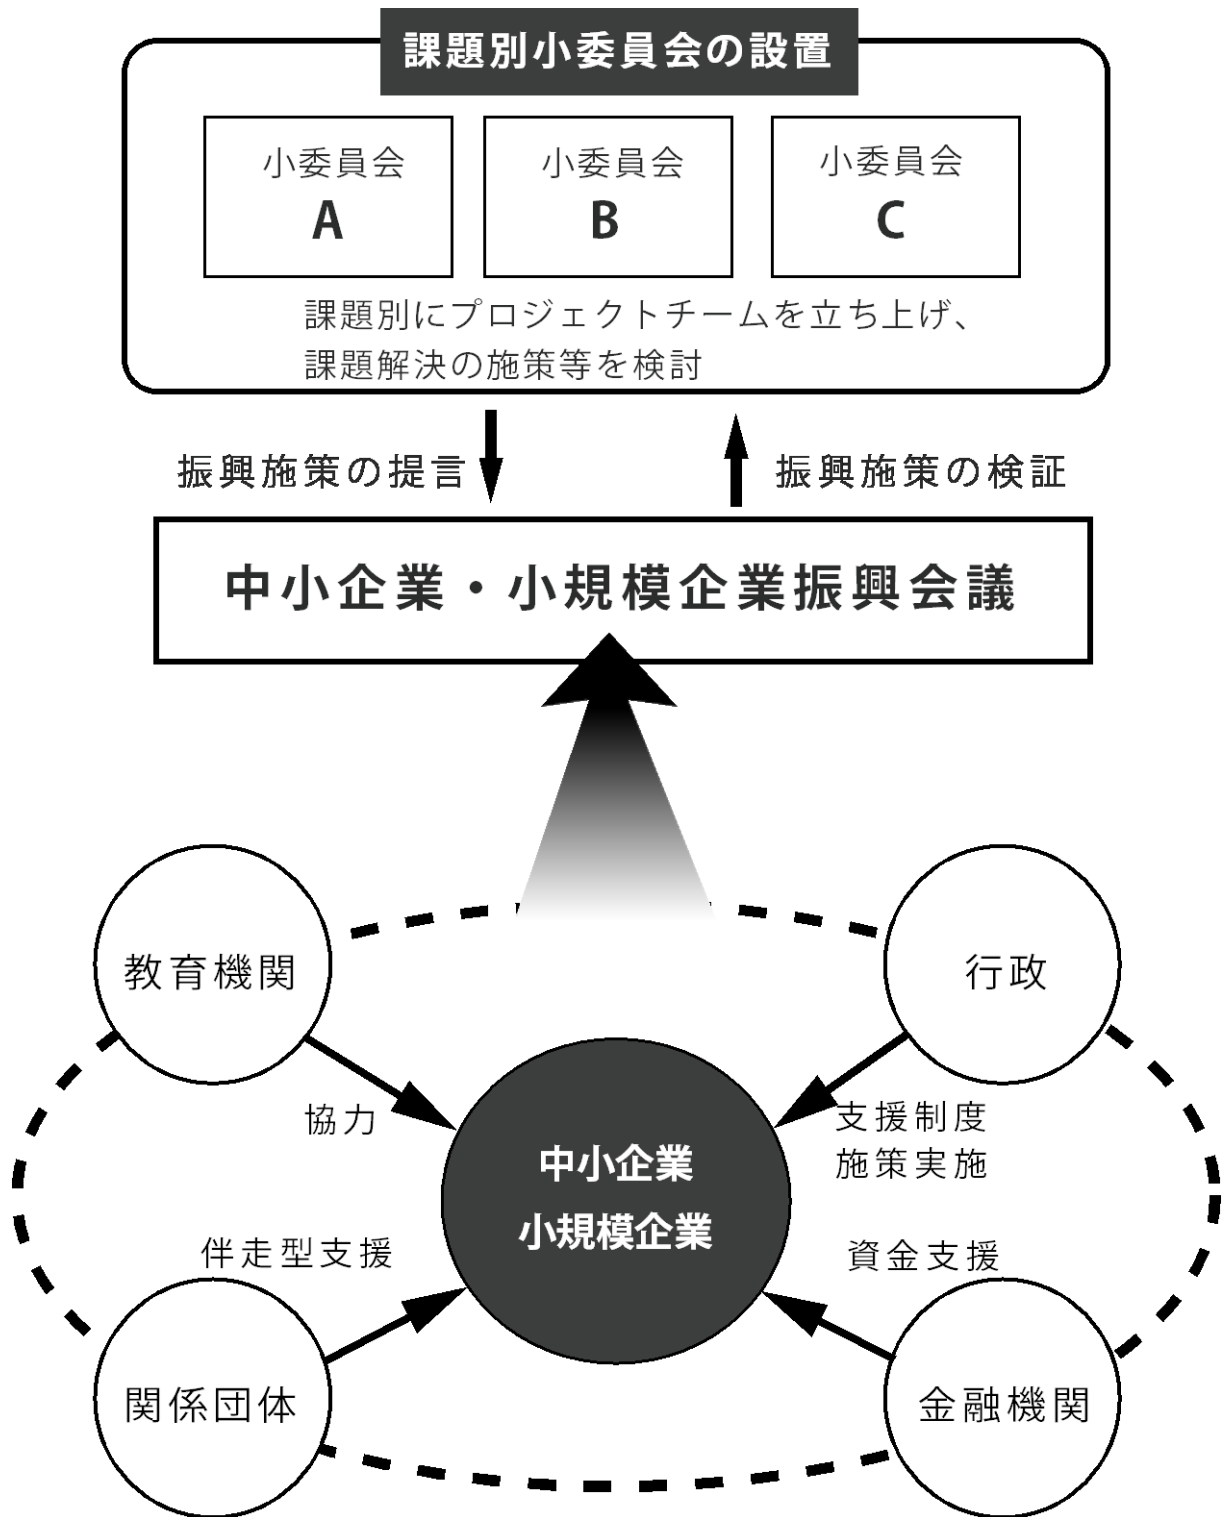 課題別小委員会の設置
小委員会
A
小委員会
B
小委員会
C
課題別にプロジェクトチームを立ち上げ、
課題解決の施策等を検討
振興施策の提言
振興施策の検証
中小企業・小規模企業振興会議
教育機関
行政
協力
支援制度
施策実施
中小企業
小規模企業
伴走型支援
資金支援
関係団体
金融機関